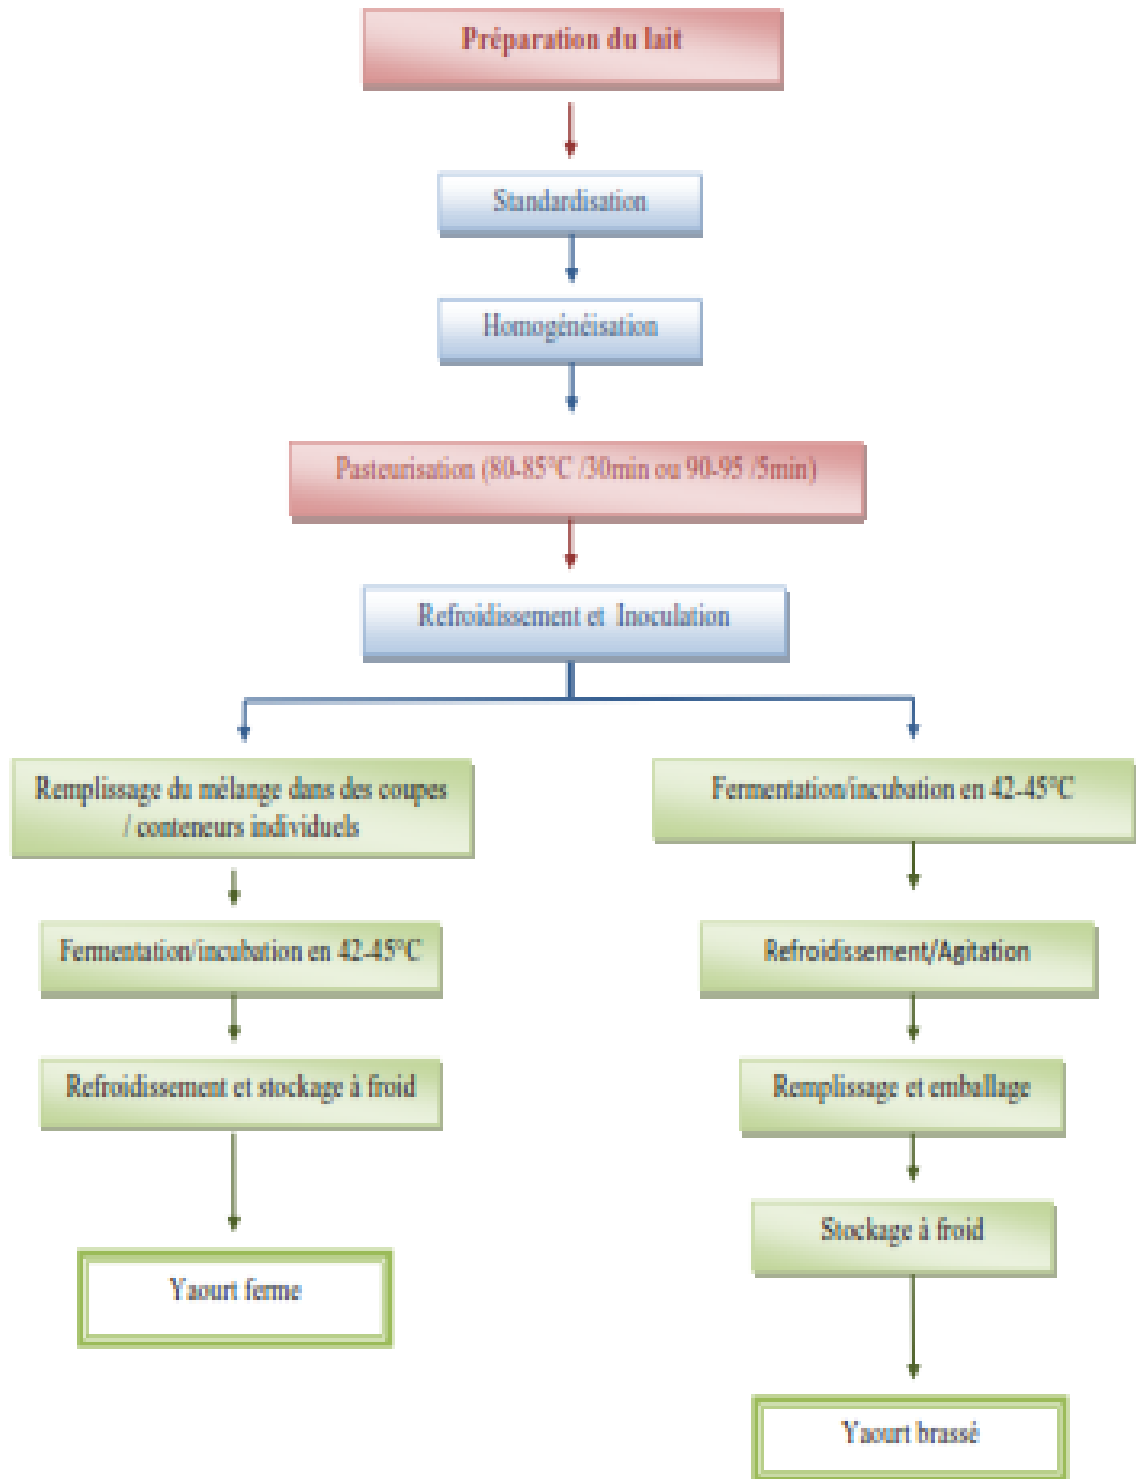 Préparation du lait
Standardisation
Homogénéisation
Pasteurisation (80-85°C /30min ou 90-95 /5min)
Refroidissement et Inoculation
Remplissage du mélange dans des coupes
/ conteneurs individuels
Fermentation/incubation en 42-45°C
Refroidissement et stockage à froid
Yaourt ferme
Fermentation/incubation en 42-45°C
Refroidissement/Agitation
Remplissage et emballage
Stockage à froid
Yaourt brassé